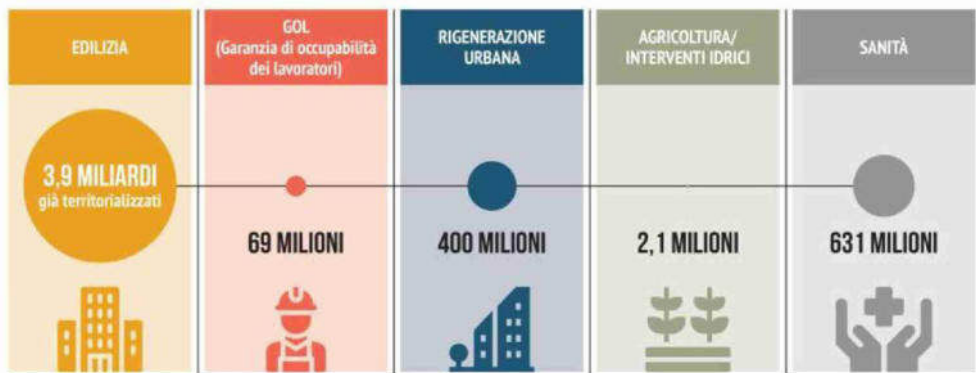 EDILIZIA
3,9 MILIARDI
già territorializzati
GOL
(Garanzia di occupabilità
dei lavoratori)
69 MILIONI
RIGENERAZIONE
URBANA
400 MILIONI
AGRICOLTURA/
INTERVENTI IDRICI
2,1 MILIONI
SANITÀ
631 MILIONI